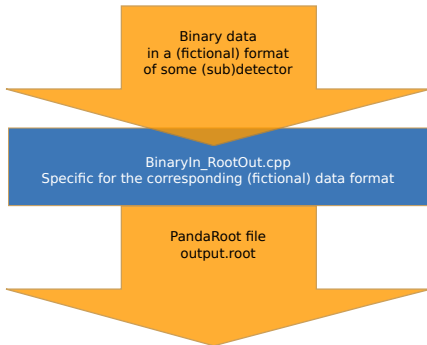 Binary data
in a (fictional) format
of some (sub)detector
BinaryIn_RootOut.cpp
Specific for the corresponding (fictional) data format
PandaRoot file
output.root